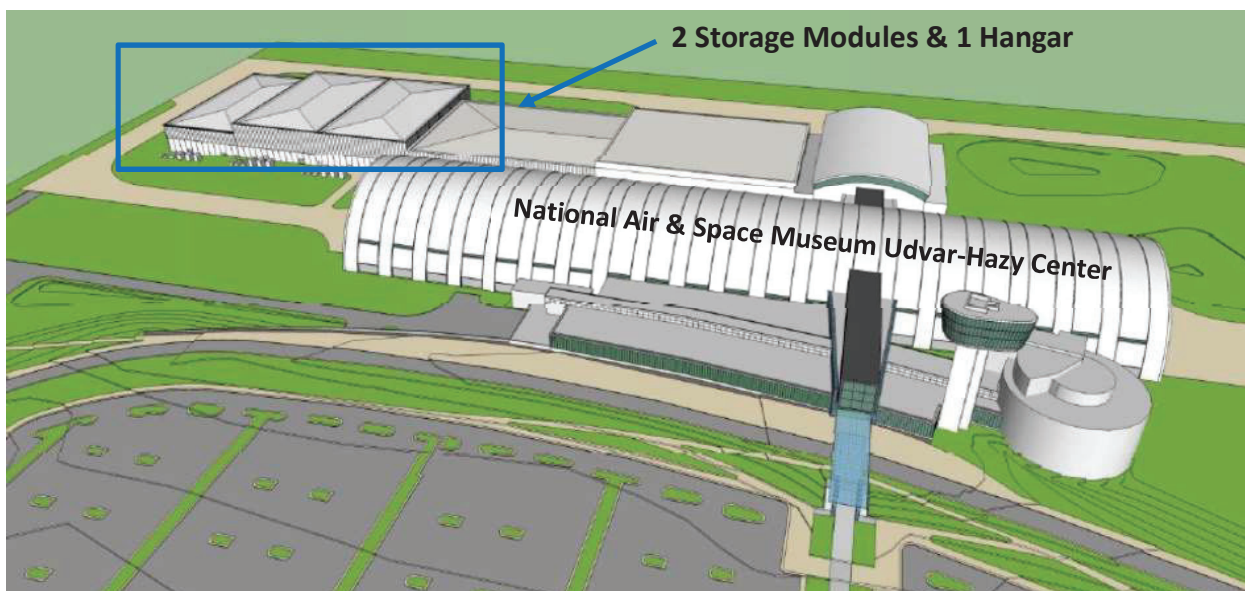 2 Storage Modules & 1 Hangar
National Air & Space Museum Udvar-Hazy Center